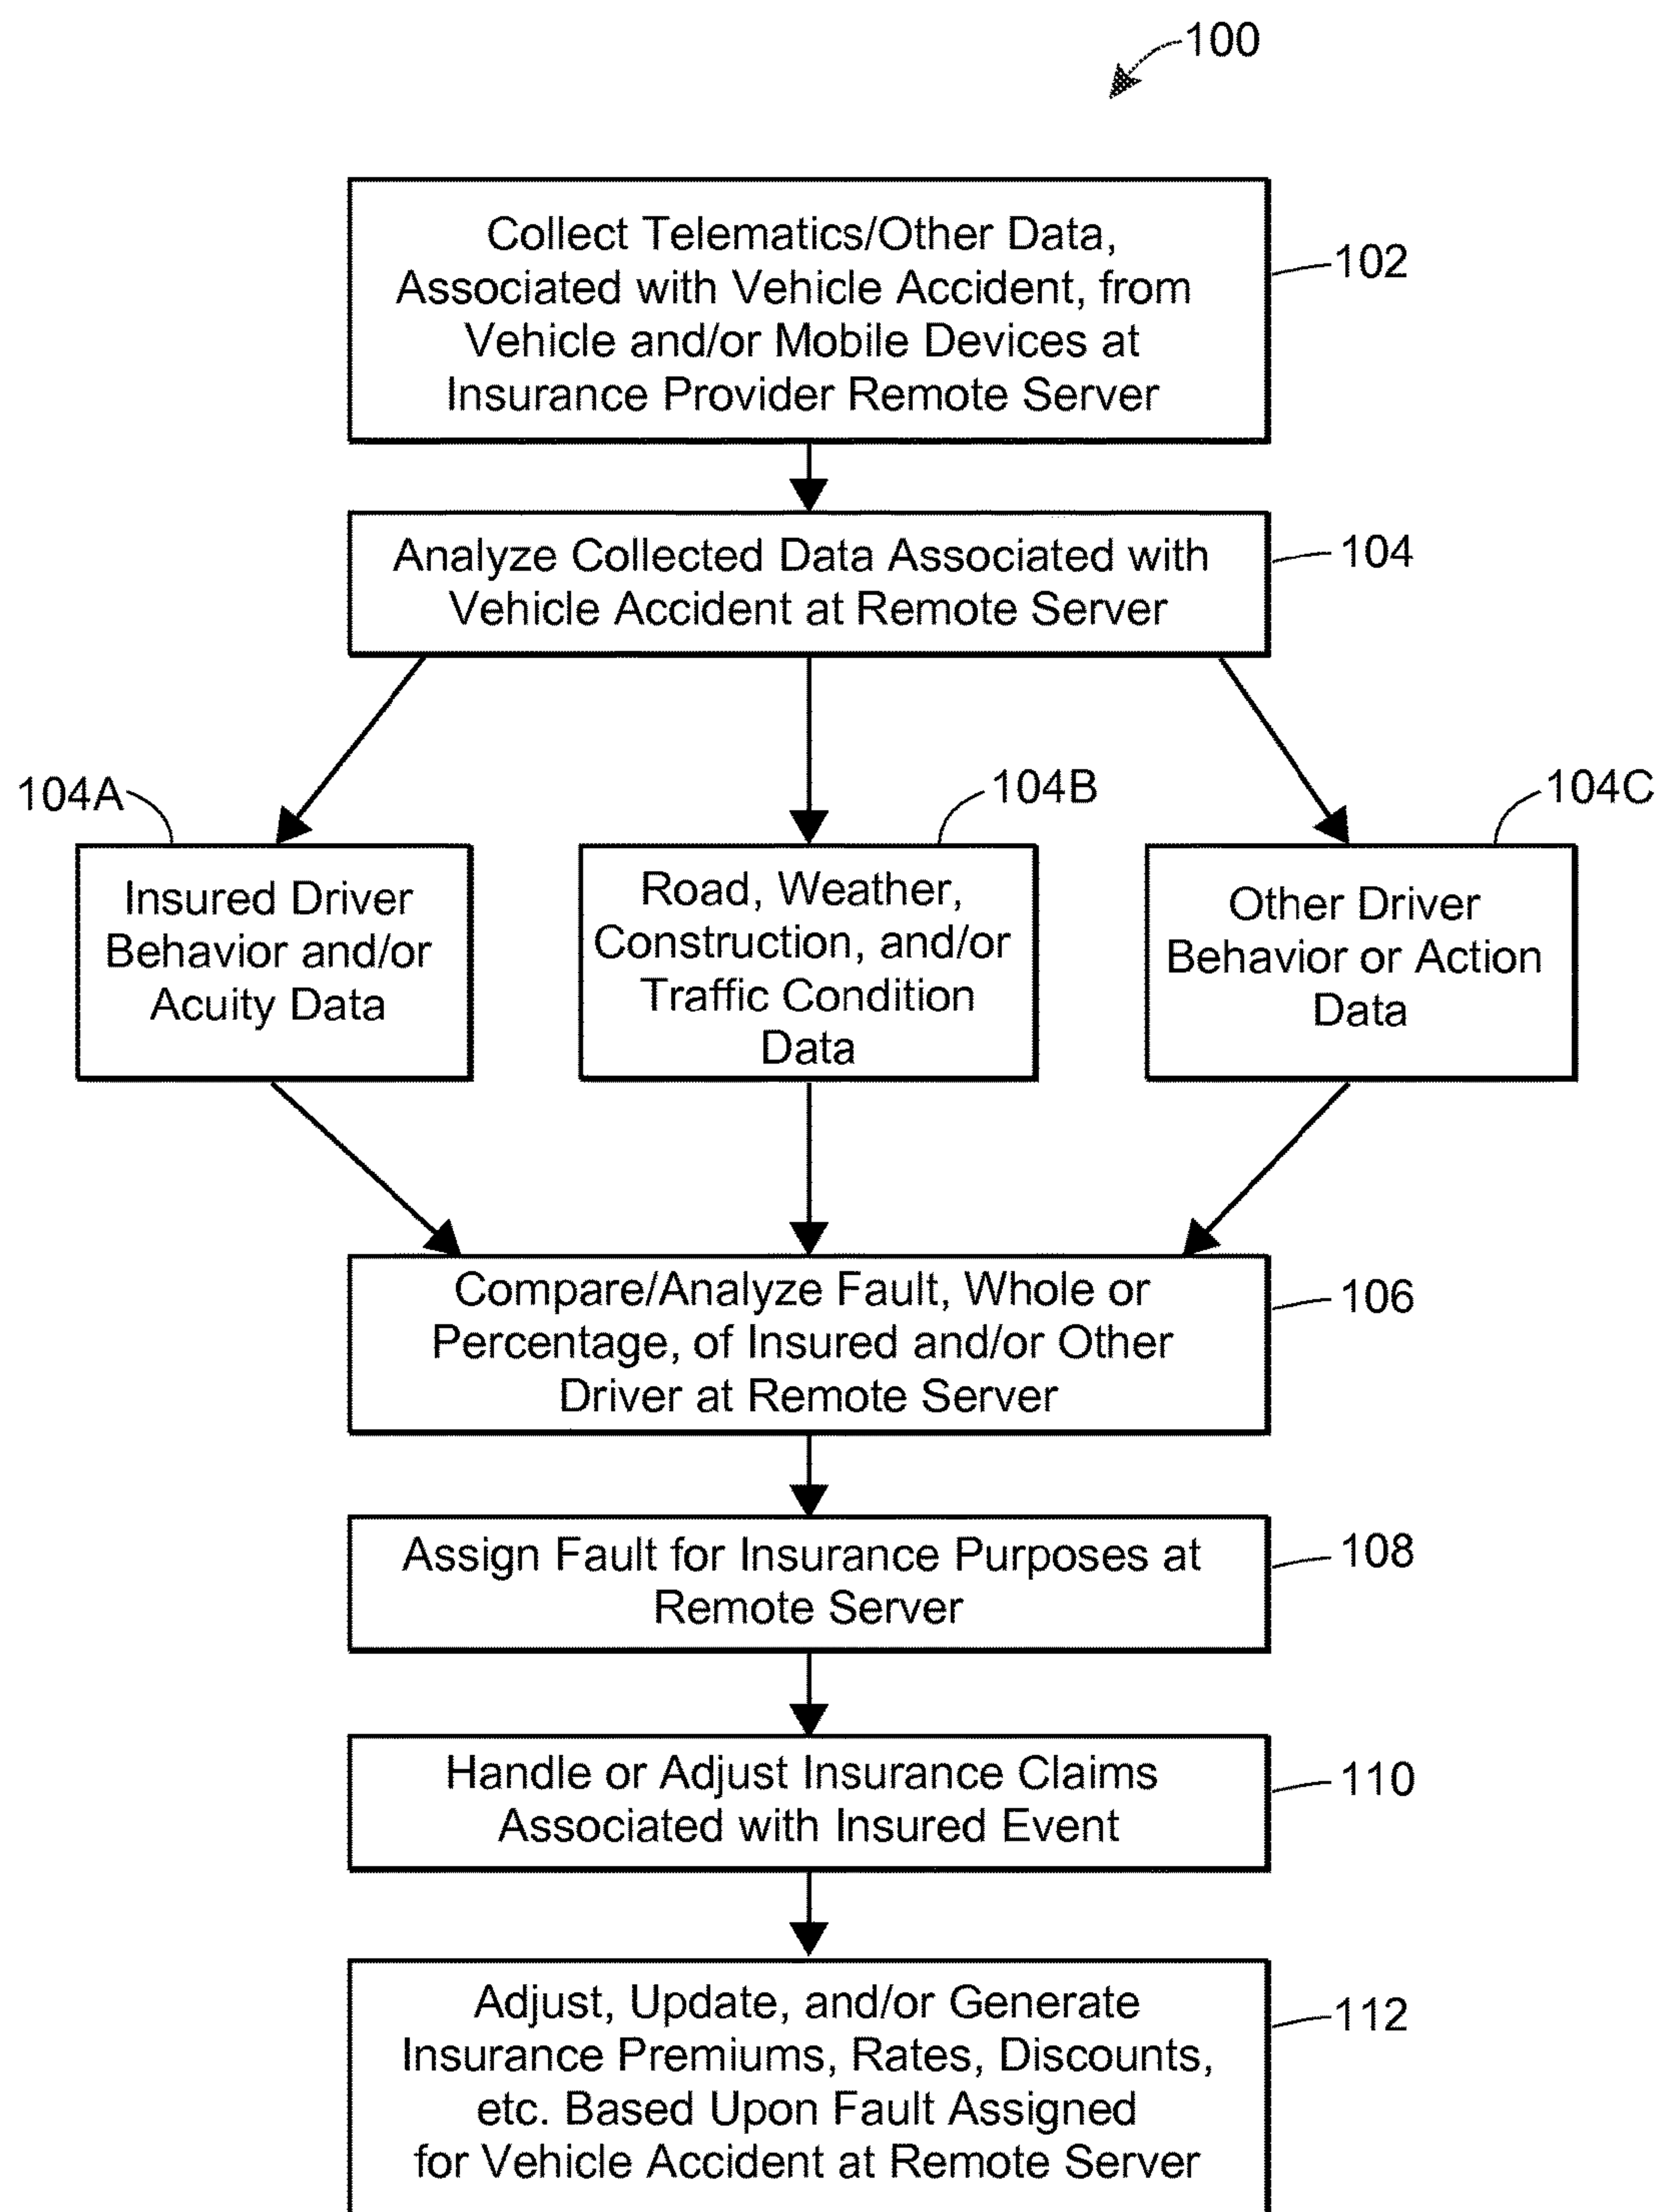 100
Collect Telematics/Other Data,
Associated with Vehicle Accident, from
Vehicle and/or Mobile Devices at
Insurance Provider Remote Server
102
Analyze Collected Data Associated with
Vehicle Accident at Remote Server
104
104A
104B
104C
Insured Driver
Behavior and/or
Acuity Data
Road, Weather,
Construction, and/or
Traffic Condition
Data
Other Driver
Behavior or Action
Data
Compare/Analyze Fault, Whole or
Percentage, of Insured and/or Other
Driver at Remote Server
106
Assign Fault for Insurance Purposes at
Remote Server
108
Handle or Adjust Insurance Claims
Associated with Insured Event
110
Adjust, Update, and/or Generate
Insurance Premiums, Rates, Discounts,
etc. Based Upon Fault Assigned
for Vehicle Accident at Remote Server
112